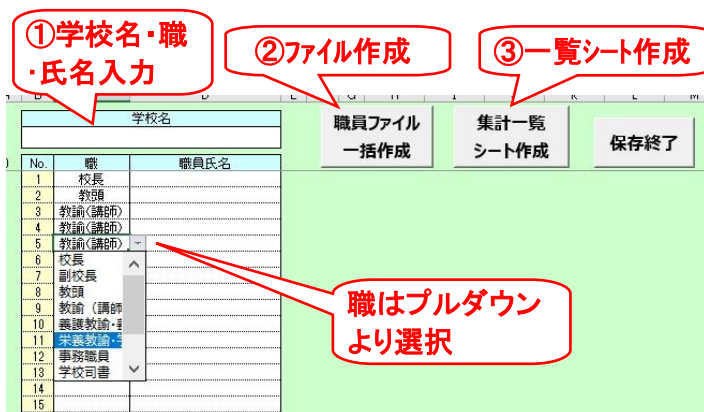 ①学校名・職
・氏名入力
②ファイル作成
③一覧シート作成
学校名
職員ファイル
一括作成
集計一覧
シート作成
保存終了
No. 職 職員氏名
1 校長
2 教頭
3 教諭(講師)
4 教諭(講師)
5 教諭(講師)
6 校長
7 副校長
8 教頭
9 教諭（講師
10 養護教諭・
11 栄養教諭・
12 事務職員
13 学校司書
14
15
職はプルダウン
より選択